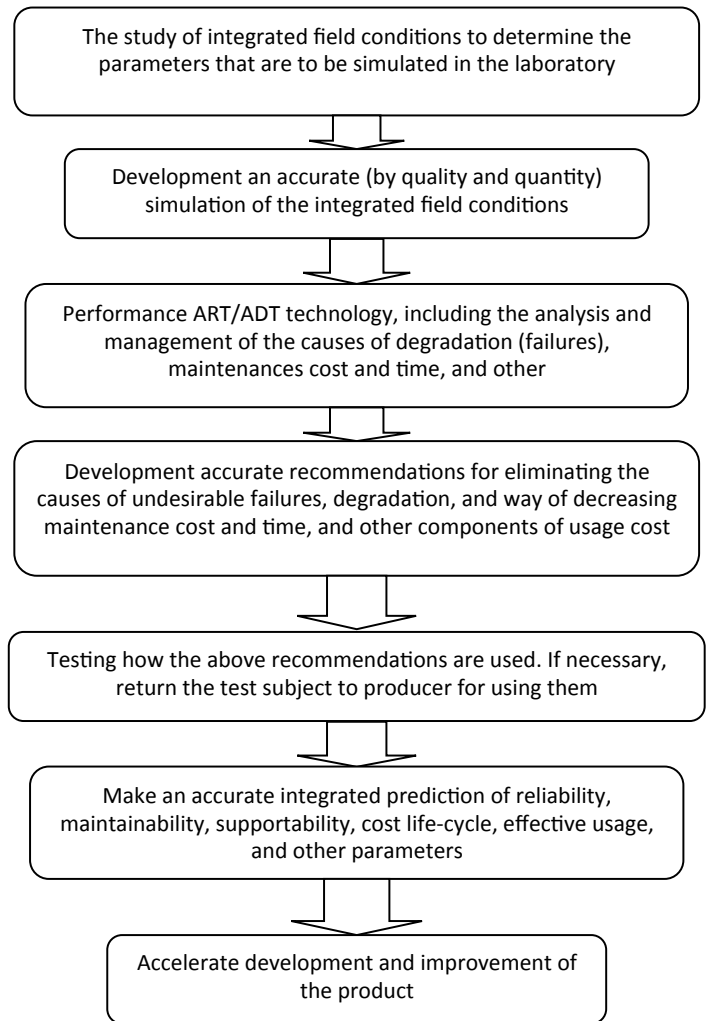 The study of integrated field conditions to determine the
parameters that are to be simulated in the laboratory
Development an accurate (by quality and quantity)
simulation of the integrated field conditions
Performance ART/ADT technology, including the analysis and
management of the causes of degradation (failures),
maintenances cost and time, and other
Development accurate recommendations for eliminating the
causes of undesirable failures, degradation, and way of decreasing
maintenance cost and time, and other components of usage cost
Testing how the above recommendations are used. If necessary,
return the test subject to producer for using them
Make an accurate integrated prediction of reliability,
maintainability, supportability, cost life-cycle, effective usage,
and other parameters
Accelerate development and improvement of
the product